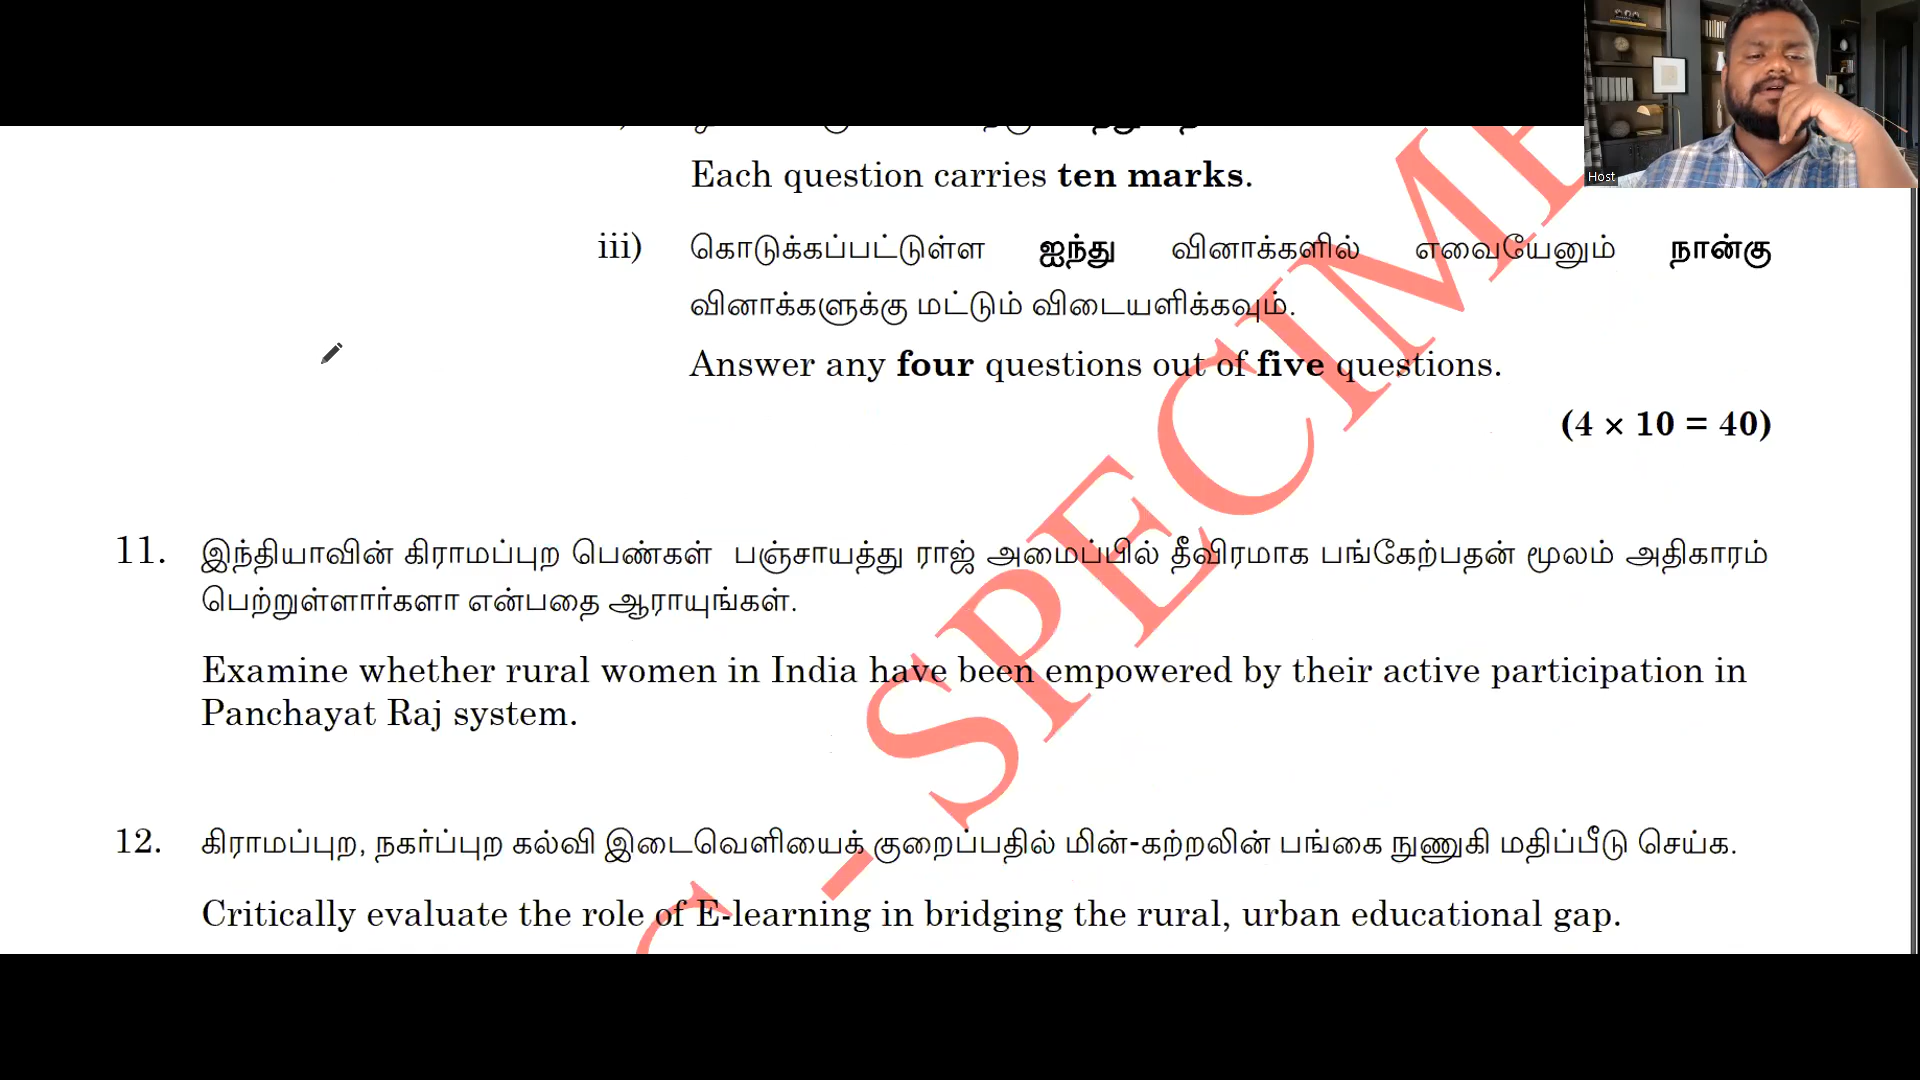 Host
Each question carries ten marks.
iii) கொடுக்கப்பட்டுள்ள ஐந்து வினாக்களில் எவையேனும் நான்கு
வினாக்களுக்கு மட்டும் விடையளிக்கவும்.
Answer any four questions out of five questions.
(4 × 10 = 40)
11. இந்தியாவின் கிராமப்புற பெண்கள் பஞ்சாயத்து ராஜ் அமைப்பில் தீவிரமாக பங்கேற்பதன் மூலம் அதிகாரம்
பெற்றுள்ளார்களா என்பதை ஆராயுங்கள்.
Examine whether rural women in India have been empowered by their active participation in
Panchayat Raj system.
12. கிராமப்புற, நகர்ப்புற கல்வி இடைவெளியைக் குறைப்பதில் மின்-கற்றலின் பங்கை நுணுகி மதிப்பீடு செய்க.
Critically evaluate the role of E-learning in bridging the rural, urban educational gap.
- SPECIME